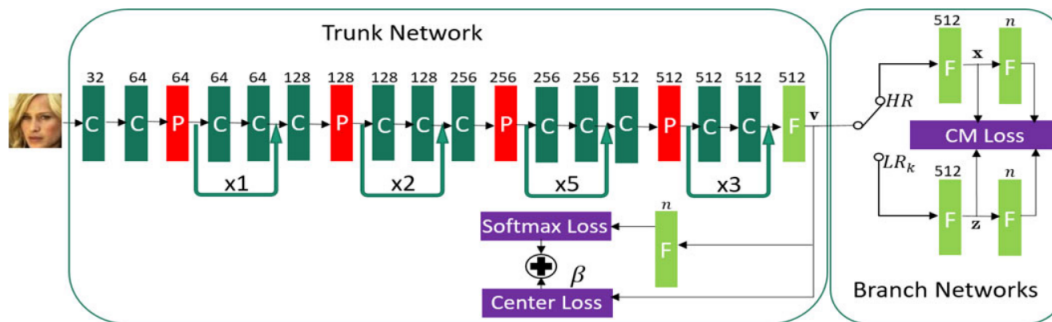 Trunk Network
32 64 64 64 64 128 128 128 128 256 256 256 256 512 512 512 512 512
C C P C C C P C C C P C C C P C C F v
x1 x2 x5 x3
n
Softmax Loss
F
β
Center Loss
512 n
F x F
HR
CM Loss
LRk
512 n
F z F
Branch Networks